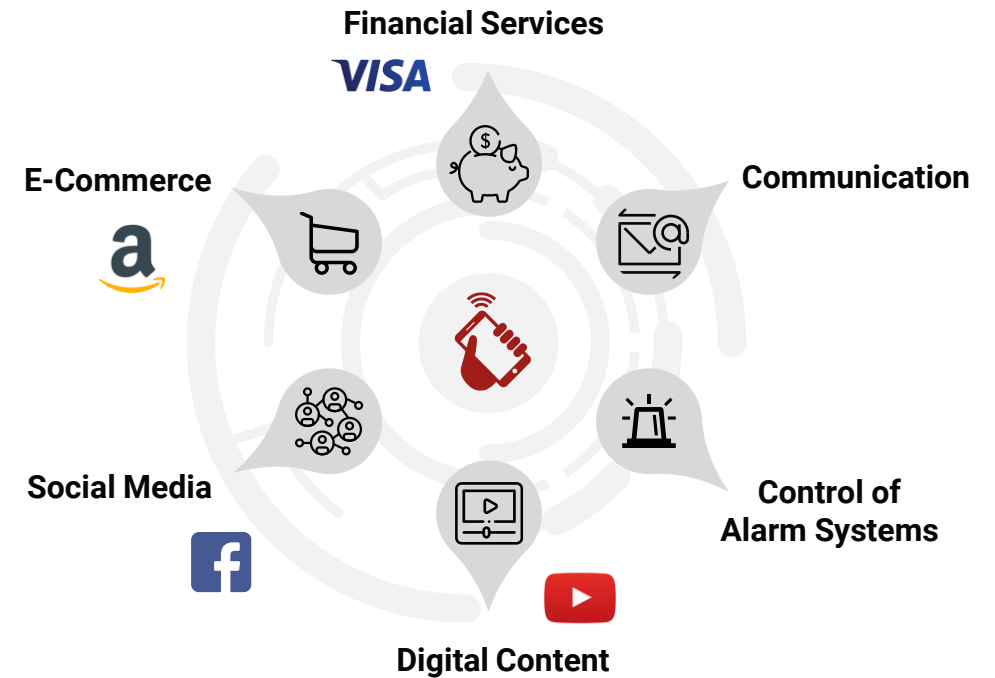 Financial Services
VISA
E-Commerce
Communication
a
$
@
Social Media
Control of
Alarm Systems
f
Digital Content